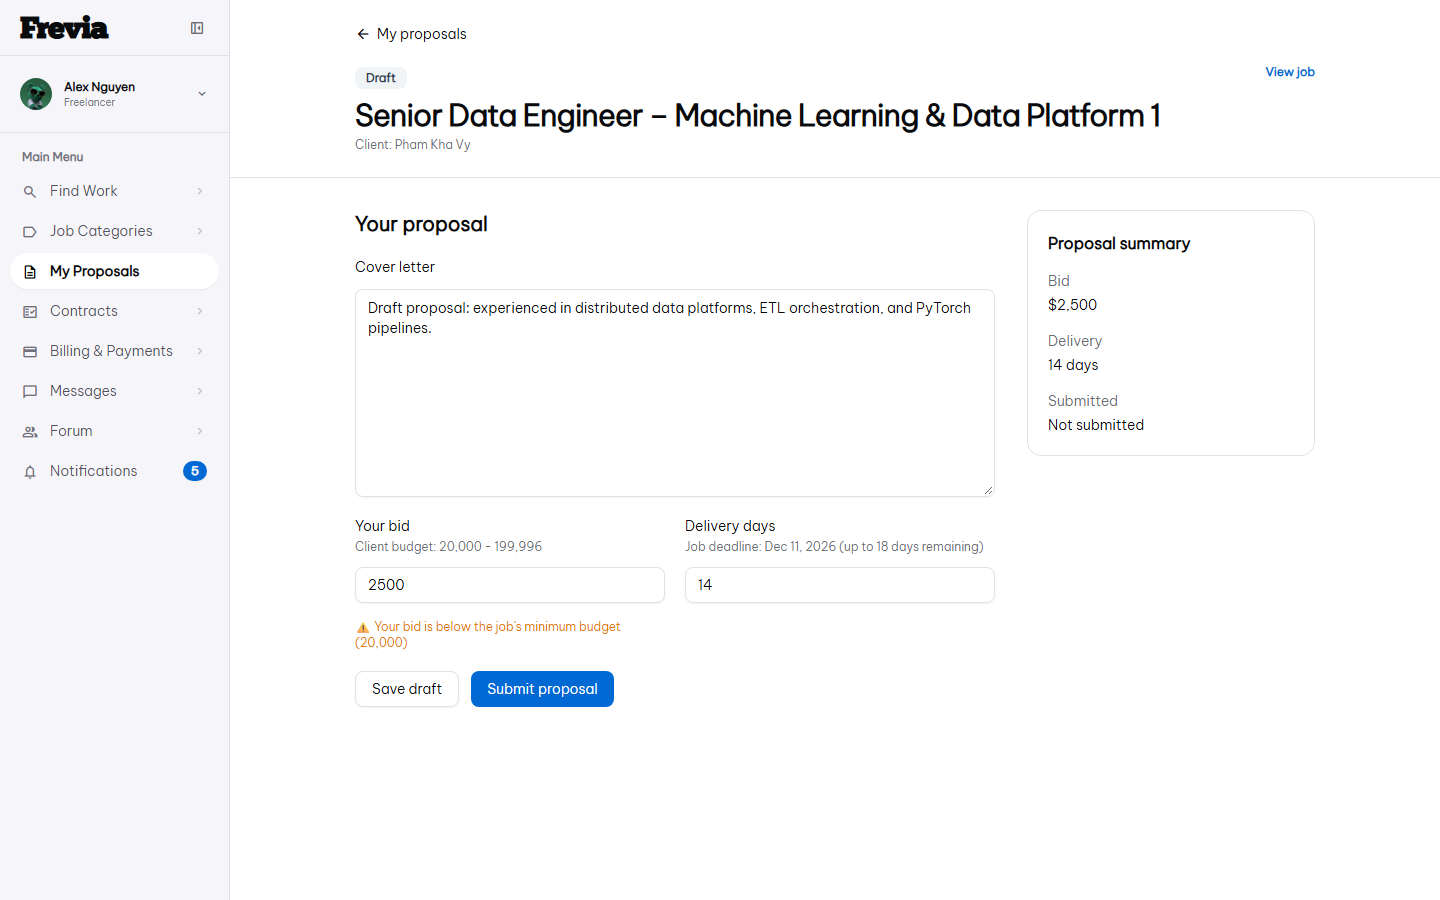 Frevia
Alex Nguyen
Freelancer
Main Menu
Find Work
Job Categories
My Proposals
Contracts
Billing & Payments
Messages
Forum
Notifications
5
My proposals
Draft
View job
Senior Data Engineer – Machine Learning & Data Platform 1
Client: Pham Kha Vy
Your proposal
Cover letter
Draft proposal: experienced in distributed data platforms, ETL orchestration, and PyTorch
pipelines.
Your bid
Client budget: 20,000 - 199,996
2500
Your bid is below the job's minimum budget
(20,000)
Delivery days
Job deadline: Dec 11, 2026 (up to 18 days remaining)
14
Save draft
Submit proposal
Proposal summary
Bid
$2,500
Delivery
14 days
Submitted
Not submitted